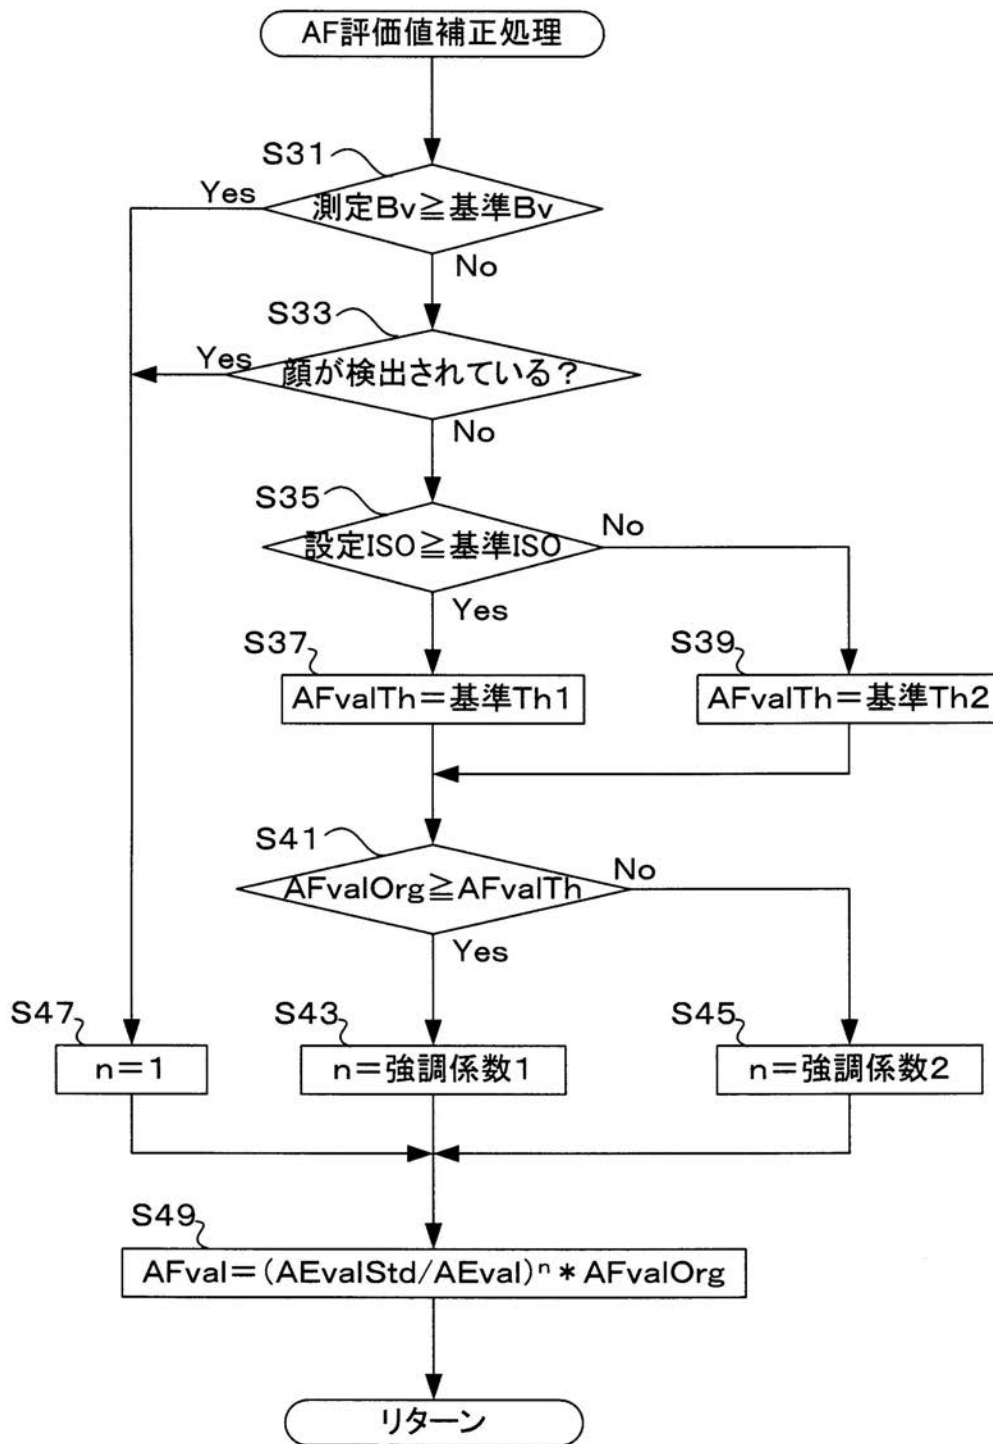 AF評価値補正処理
S31
Yes
測定Bv≧基準Bv
No
S33
Yes
顔が検出されている？
No
S35
設定ISO≧基準ISO
No
Yes
S37
AFvalTh＝基準Th1
S39
AFvalTh＝基準Th2
S41
AFvalOrg≧AFvalTh
No
Yes
S47
n＝1
S43
n＝強調係数1
S45
n＝強調係数2
S49
AFval＝(AEvalStd/AEval)ⁿ＊AFvalOrg
リターン